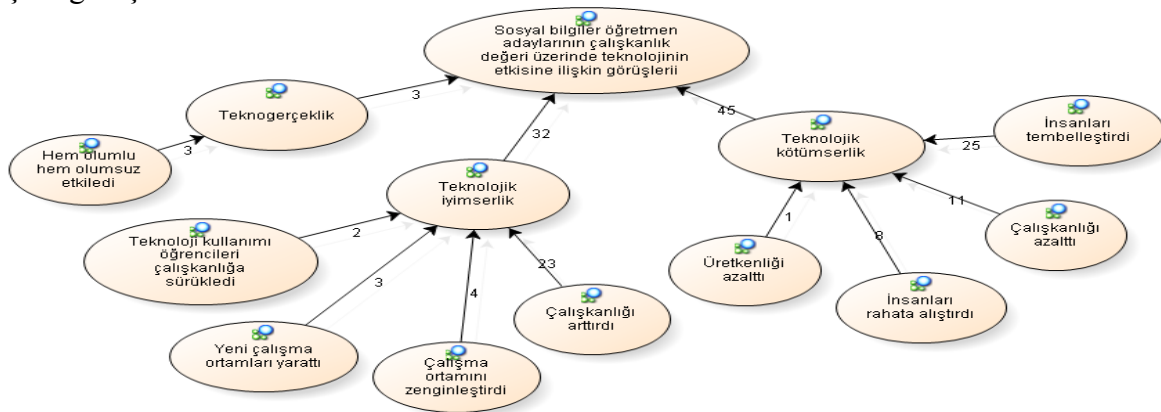 Sosyal bilgiler öğretmen
adaylarının çalışkanlık
değeri üzerinde teknolojinin
etkisine ilişkin görüşlerii
Teknogerçeklik
3
Hem olumlu
hem olumsuz
etkiledi
3
32
45
Teknolojik
iyimserlik
Teknolojik
kötümserlik
İnsanları
tembelleştirdi
25
Teknoloji kullanımı
öğrencileri
çalışkanlığa
sürükledi
2
Yeni çalışma
ortamları yarattı
3
Çalışma
ortamını
zenginleştirdi
4
Çalışkanlığı
arttırdı
23
Üretkenliği
azalttı
1
İnsanları
rahata alıştırdı
8
Çalışkanlığı
azalttı
11